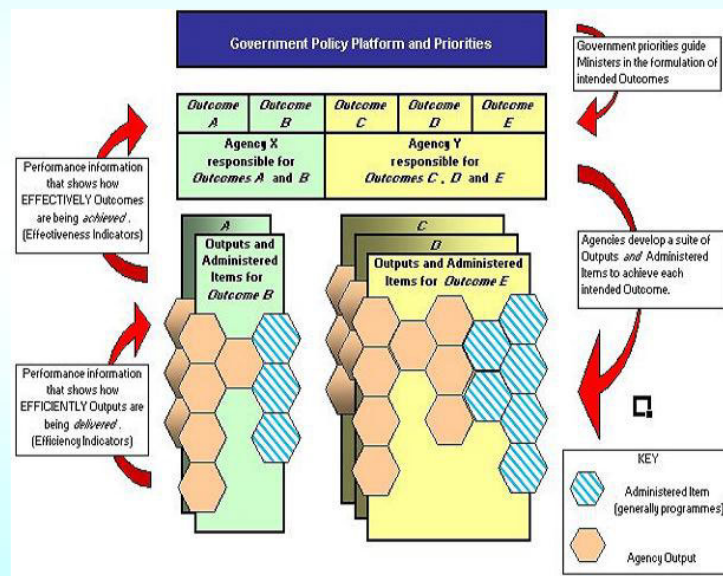 Government Policy Platform and Priorities
Government priorities guide
Ministers in the formulation of
intended Outcomes
Outcome
A
Outcome
B
Outcome
C
Outcome
D
Outcome
E
Agency X
responsible for
Outcomes A and B
Agency Y
responsible for
Outcomes C, D and E
Performance information
that shows how
EFFECTIVELY Outcomes
are being achieved.
(Effectiveness Indicators)
A
Outputs and
Administered
Items for
Outcome B
C
D
Outputs and Administered
Items for Outcome E
Agencies develop a suite of
Outputs and Administered
Items to achieve each
intended Outcome.
Performance information
that shows how
EFFICIENTLY Outputs are
being delivered.
(Efficiency Indicators)
KEY
Administered Item
(generally programmes)
Agency Output